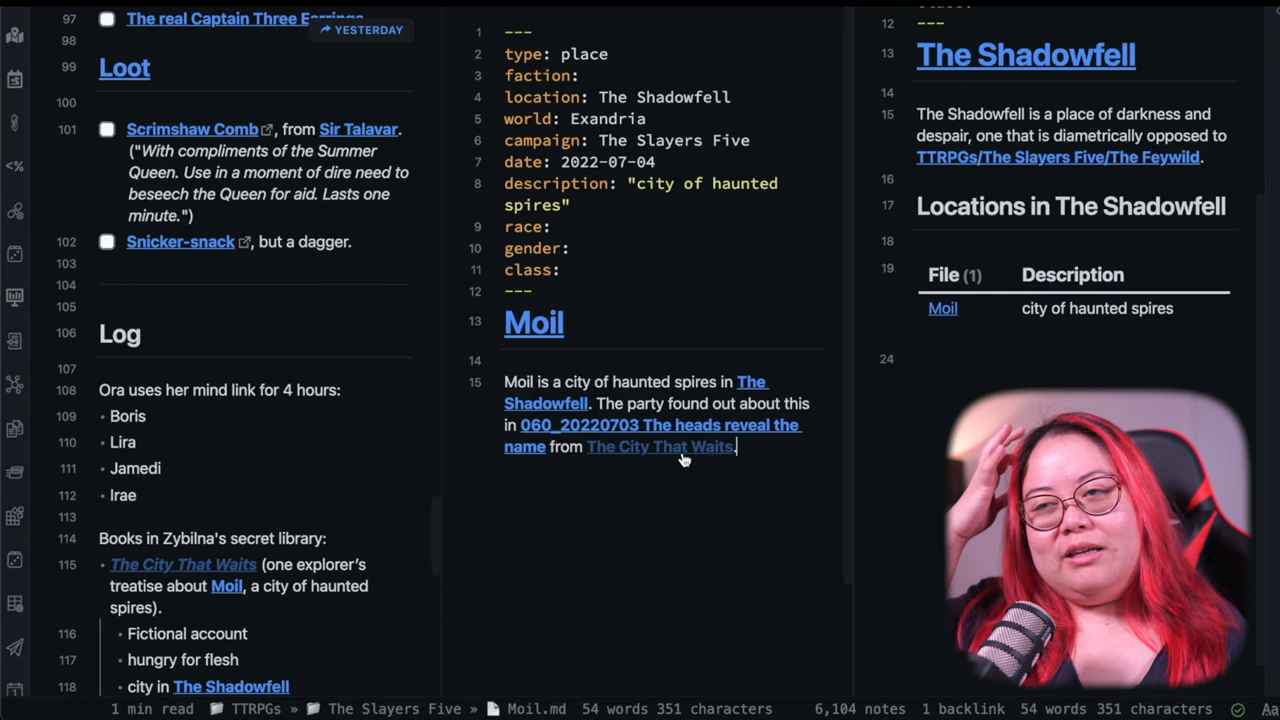 97 The real Captain Three Earrings
YESTERDAY
98
99 Loot
100
101 Scrimshaw Comb, from Sir Talavar.
("With compliments of the Summer
Queen. Use in a moment of dire need to
beseech the Queen for aid. Lasts one
minute.")
102 Snicker-snack, but a dagger.
103
104
105
106 Log
107
108 Ora uses her mind link for 4 hours:
109 • Boris
110 • Lira
111 • Jamedi
112 • Irae
113
114 Books in Zybilna's secret library:
115 • The City That Waits (one explorer’s
treatise about Moil, a city of haunted
spires).
116 • Fictional account
117 • hungry for flesh
118 • city in The Shadowfell
<%
1 ---
2 type: place
3 faction:
4 location: The Shadowfell
5 world: Exandria
6 campaign: The Slayers Five
7 date: 2022-07-04
8 description: "city of haunted
spires"
9 race:
10 gender:
11 class:
12 ---
13 Moil
14
15 Moil is a city of haunted spires in The
Shadowfell. The party found out about this
in 060_20220703 The heads reveal the
name from The City That Waits.
12 ---
13 The Shadowfell
14
15 The Shadowfell is a place of darkness and
despair, one that is diametrically opposed to
TTRPGs/The Slayers Five/The Feywild.
16
17 Locations in The Shadowfell
18
19 File (1) Description
Moil city of haunted spires
24
1 min read TTRPGs » The Slayers Five » Moil.md 54 words 351 characters 6,104 notes 1 backlink 54 words 351 characters Aa